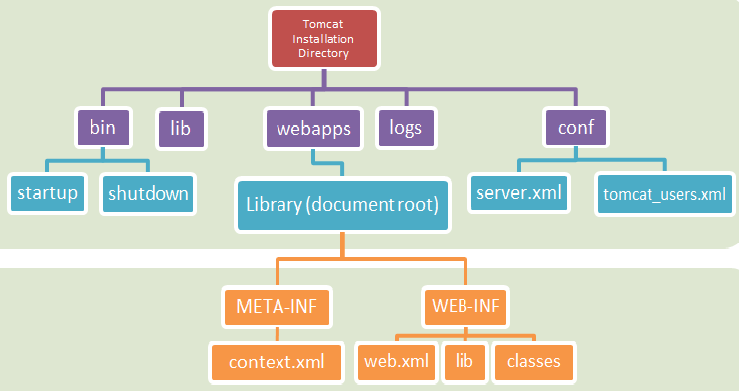 Tomcat
Installation
Directory
bin
lib
webapps
logs
conf
startup
shutdown
Library (document root)
server.xml
tomcat_users.xml
META-INF
WEB-INF
context.xml
web.xml
lib
classes